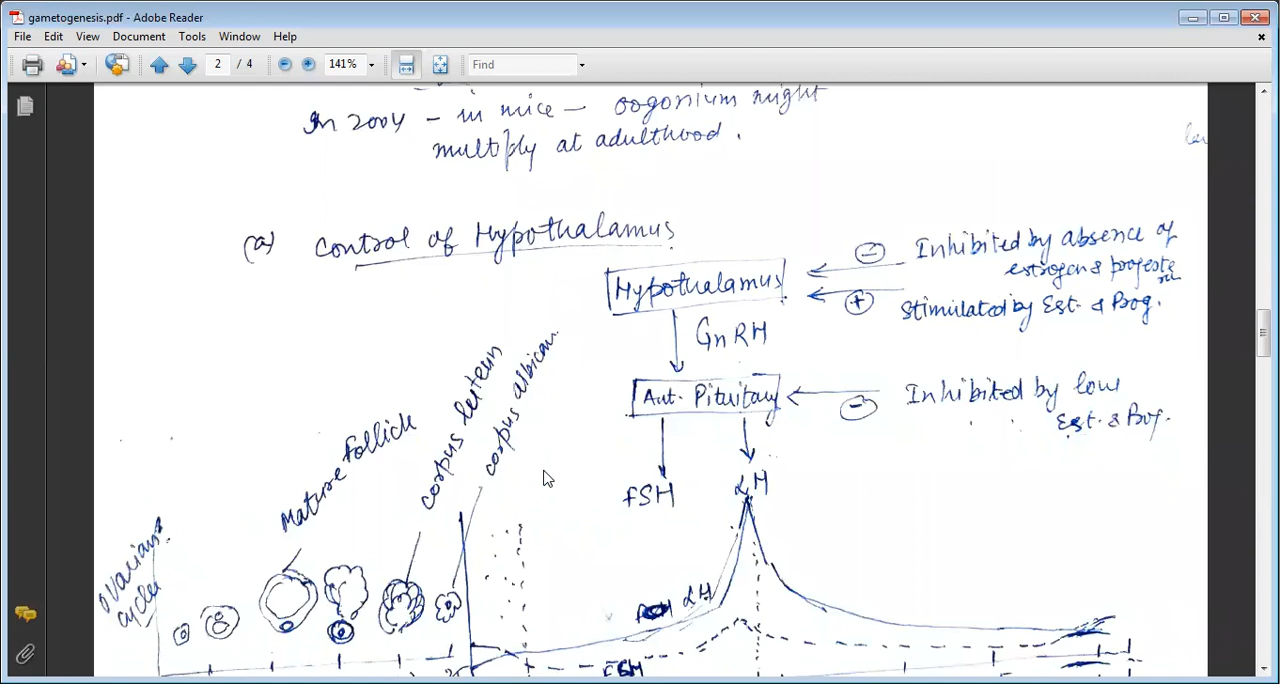 gametogenesis.pdf - Adobe Reader
File Edit View Document Tools Window Help
2 / 4 141% Find
In 2004 - in mice - oogonium might
multiply at adulthood.
(a) Control of Hypothalamus
Hypothalamus
GnRH
Ant. Pituitary
FSH LH
Inhibited by absence of
estrogen &
Stimulated by Est. & Prog.
Inhibited by low
Est. & Prog.
Ovarian
cycle
Mature follicle
corpus luteum
corpus albican
LH
FSH